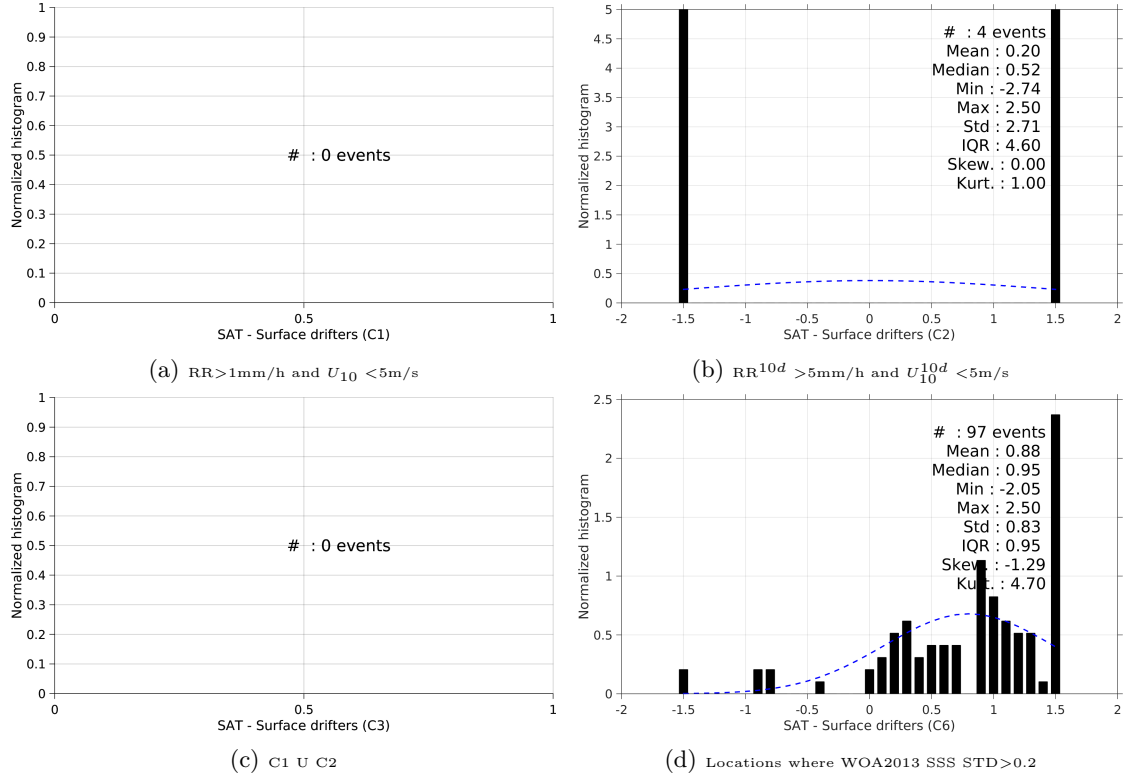 1
0.9
0.8
0.7
0.6
0.5
0.4
0.3
0.2
0.1
0
0 0.5 1
Normalized histogram
# : 0 events
SAT - Surface drifters (C1)
(a) RR>1mm/h and U10 <5m/s
5
4.5
4
3.5
3
2.5
2
1.5
1
0.5
0
-2 -1.5 -1 -0.5 0 0.5 1 1.5 2
Normalized histogram
# : 4 events
Mean : 0.20
Median : 0.52
Min : -2.74
Max : 2.50
Std : 2.71
IQR : 4.60
Skew. : 0.00
Kurt. : 1.00
SAT - Surface drifters (C2)
(b) RR10d >5mm/h and U10d10 <5m/s
1
0.9
0.8
0.7
0.6
0.5
0.4
0.3
0.2
0.1
0
0 0.5 1
Normalized histogram
# : 0 events
SAT - Surface drifters (C3)
(c) C1 U C2
2.5
2
1.5
1
0.5
0
-2 -1.5 -1 -0.5 0 0.5 1 1.5 2
Normalized histogram
# : 97 events
Mean : 0.88
Median : 0.95
Min : -2.05
Max : 2.50
Std : 0.83
IQR : 0.95
Skew. : -1.29
Kurt. : 4.70
SAT - Surface drifters (C6)
(d) Locations where WOA2013 SSS STD>0.2